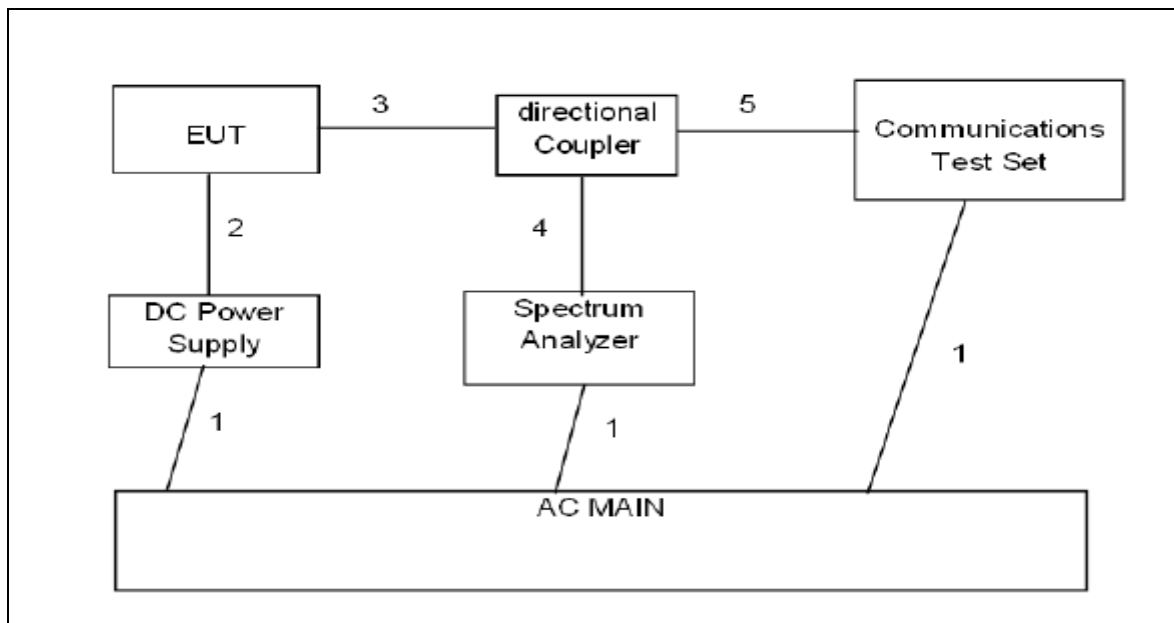 EUT
3
directional
Coupler
5
Communications
Test Set
2
4
DC Power
Supply
Spectrum
Analyzer
1
1
1
AC MAIN